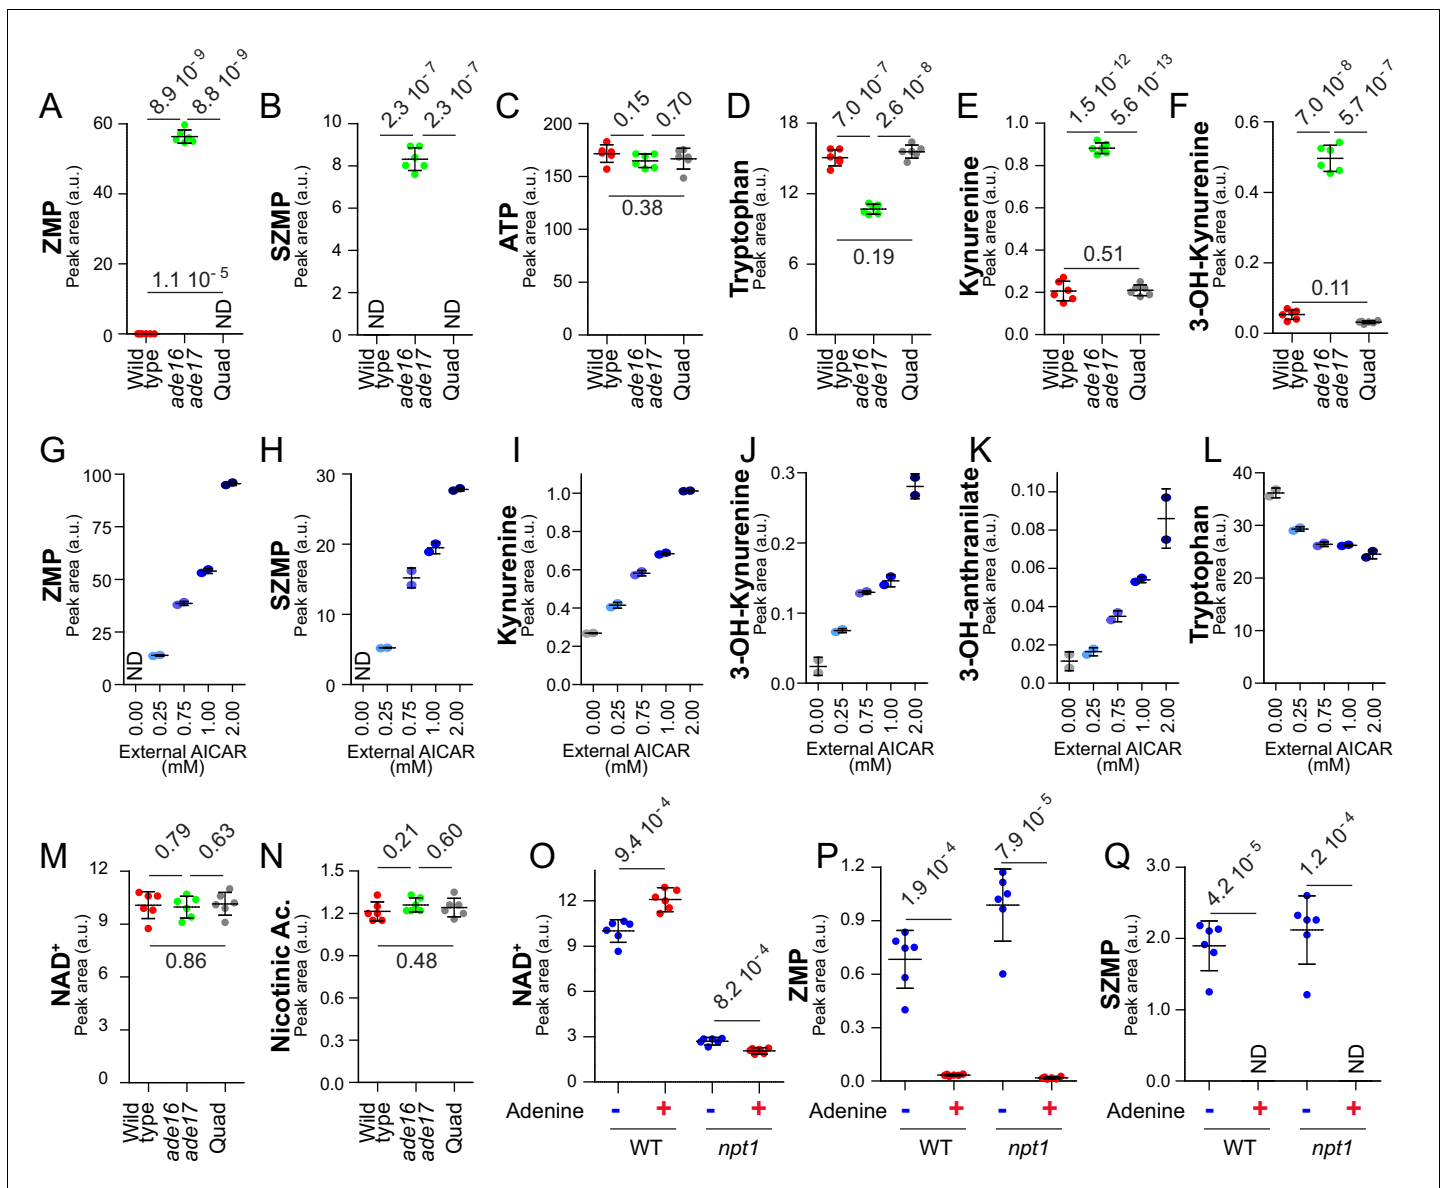 A
8.9 10-9
8.8 10-9
ZMP
Peak area (a.u.)
60
40
20
0
1.1 10-5
ND
Wild type
ade16 ade17
Quad
B
2.3 10-7
2.3 10-7
SZMP
Peak area (a.u.)
10
8
6
4
2
0
ND
ND
Wild type
ade16 ade17
Quad
C
0.15
0.70
ATP
Peak area (a.u.)
200
150
100
50
0
0.38
Wild type
ade16 ade17
Quad
D
7.0 10-7
2.6 10-8
Tryptophan
Peak area (a.u.)
18
12
6
0
0.19
Wild type
ade16 ade17
Quad
E
1.5 10-12
5.6 10-13
Kynurenine
Peak area (a.u.)
1.0
0.8
0.6
0.4
0.2
0.0
0.51
Wild type
ade16 ade17
Quad
F
7.0 10-8
5.7 10-7
3-OH-Kynurenine
Peak area (a.u.)
0.6
0.4
0.2
0.0
0.11
Wild type
ade16 ade17
Quad
G
ZMP
Peak area (a.u.)
100
75
50
25
0
ND
0.00
0.25
0.75
1.00
2.00
External AICAR
(mM)
H
SZMP
Peak area (a.u.)
30
20
10
0
ND
0.00
0.25
0.75
1.00
2.00
External AICAR
(mM)
I
Kynurenine
Peak area (a.u.)
1.0
0.8
0.6
0.4
0.2
0.0
0.00
0.25
0.75
1.00
2.00
External AICAR
(mM)
J
3-OH-Kynurenine
Peak area (a.u.)
0.3
0.2
0.1
0.0
0.00
0.25
0.75
1.00
2.00
External AICAR
(mM)
K
3-OH-anthranilate
Peak area (a.u.)
0.10
0.08
0.06
0.04
0.02
0.0
0.00
0.25
0.75
1.00
2.00
External AICAR
(mM)
L
Tryptophan
Peak area (a.u.)
40
30
20
10
0
0.00
0.25
0.75
1.00
2.00
External AICAR
(mM)
M
0.79
0.63
NAD+
Peak area (a.u.)
12
9
6
3
0
0.86
Wild type
ade16 ade17
Quad
N
0.21
0.60
Nicotinic Ac.
Peak area (a.u.)
1.5
1.2
0.9
0.6
0.3
0.0
0.48
Wild type
ade16 ade17
Quad
O
9.4 10-4
8.2 10-4
NAD+
Peak area (a.u.)
12
9
6
3
0
Adenine - + - +
WT npt1
P
1.9 10-4
7.9 10-5
ZMP
Peak area (a.u.)
1.2
0.9
0.6
0.3
0.0
Adenine - + - +
WT npt1
Q
4.2 10-5
1.2 10-4
SZMP
Peak area (a.u.)
3.0
2.0
1.0
0.0
ND
ND
Adenine - + - +
WT npt1